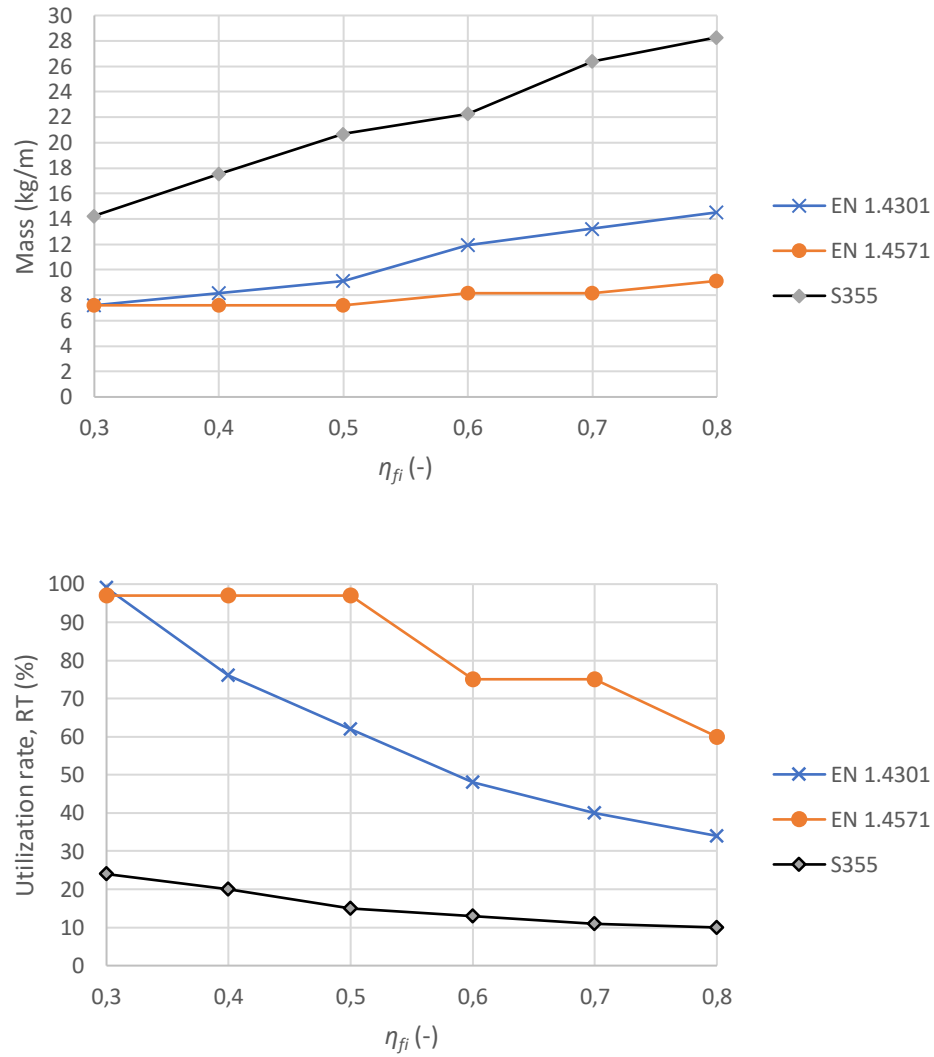 30
28
26
24
22
20
18
16
14
12
10
8
6
4
2
0
Mass (kg/m)
0,3 0,4 0,5 0,6 0,7 0,8
η_fi (-)
EN 1.4301
EN 1.4571
S355
100
90
80
70
60
50
40
30
20
10
0
Utilization rate, RT (%)
0,3 0,4 0,5 0,6 0,7 0,8
η_fi (-)
EN 1.4301
EN 1.4571
S355